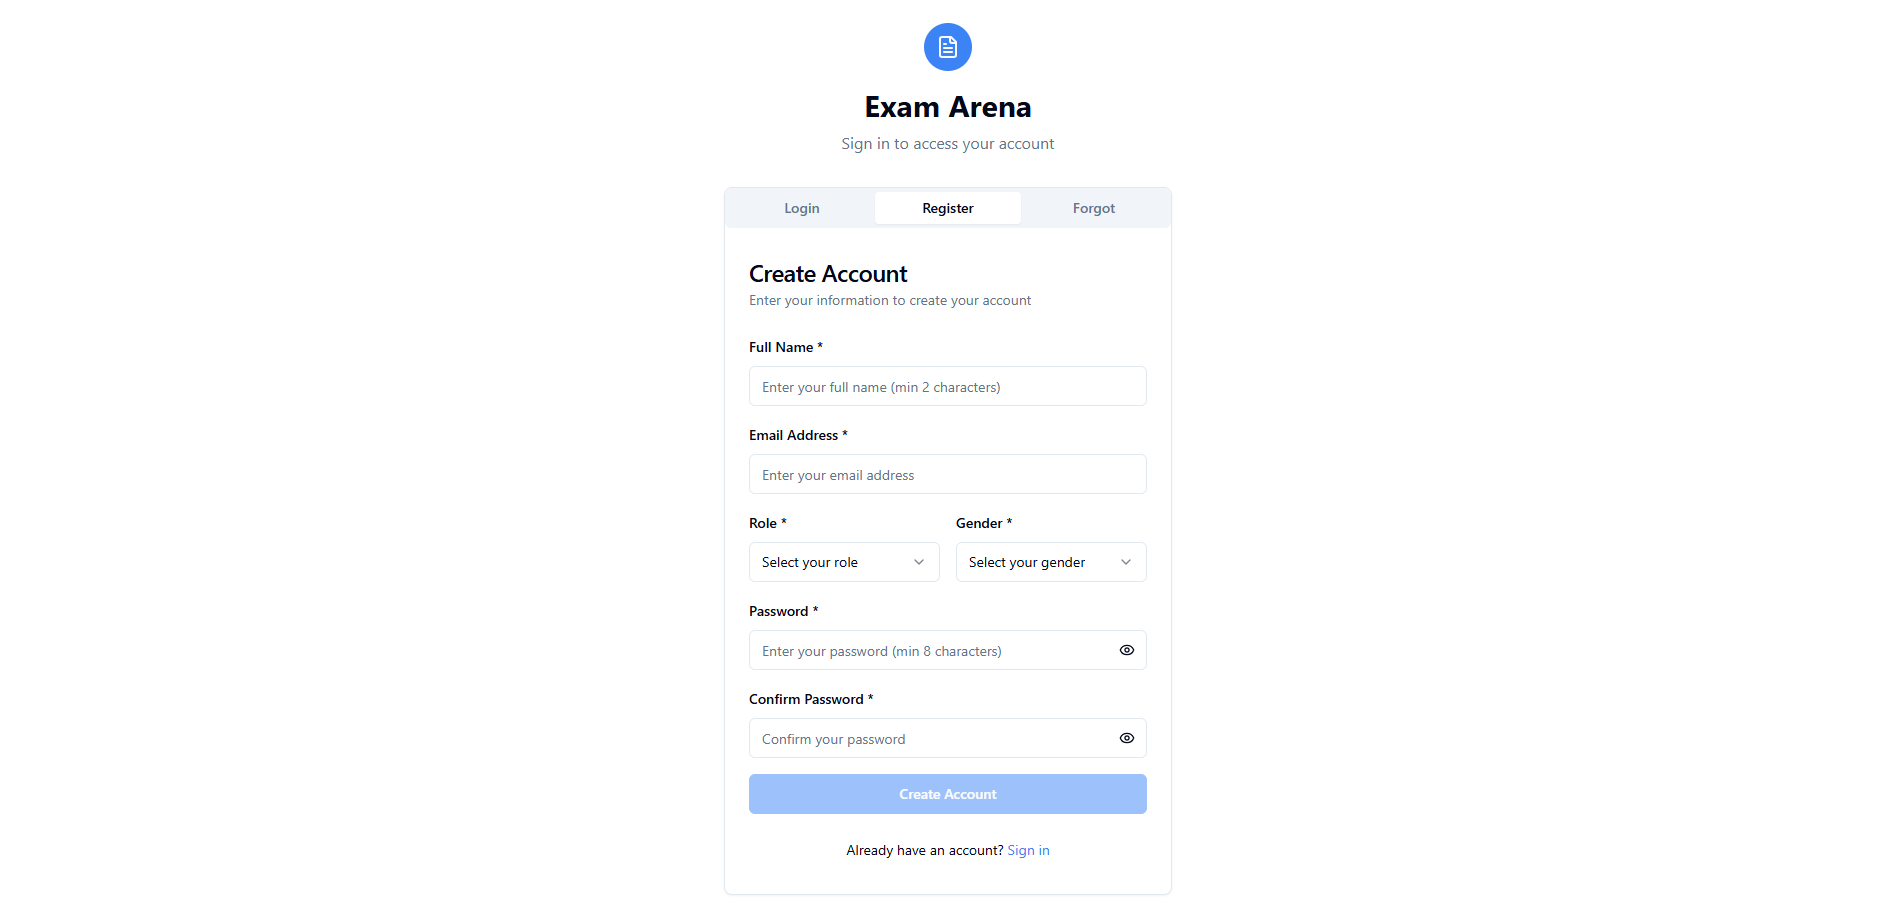 Exam Arena
Sign in to access your account
Login Register Forgot
Create Account
Enter your information to create your account
Full Name *
Enter your full name (min 2 characters)
Email Address *
Enter your email address
Role * Gender *
Select your role Select your gender
Password *
Enter your password (min 8 characters)
Confirm Password *
Confirm your password
Create Account
Already have an account? Sign in